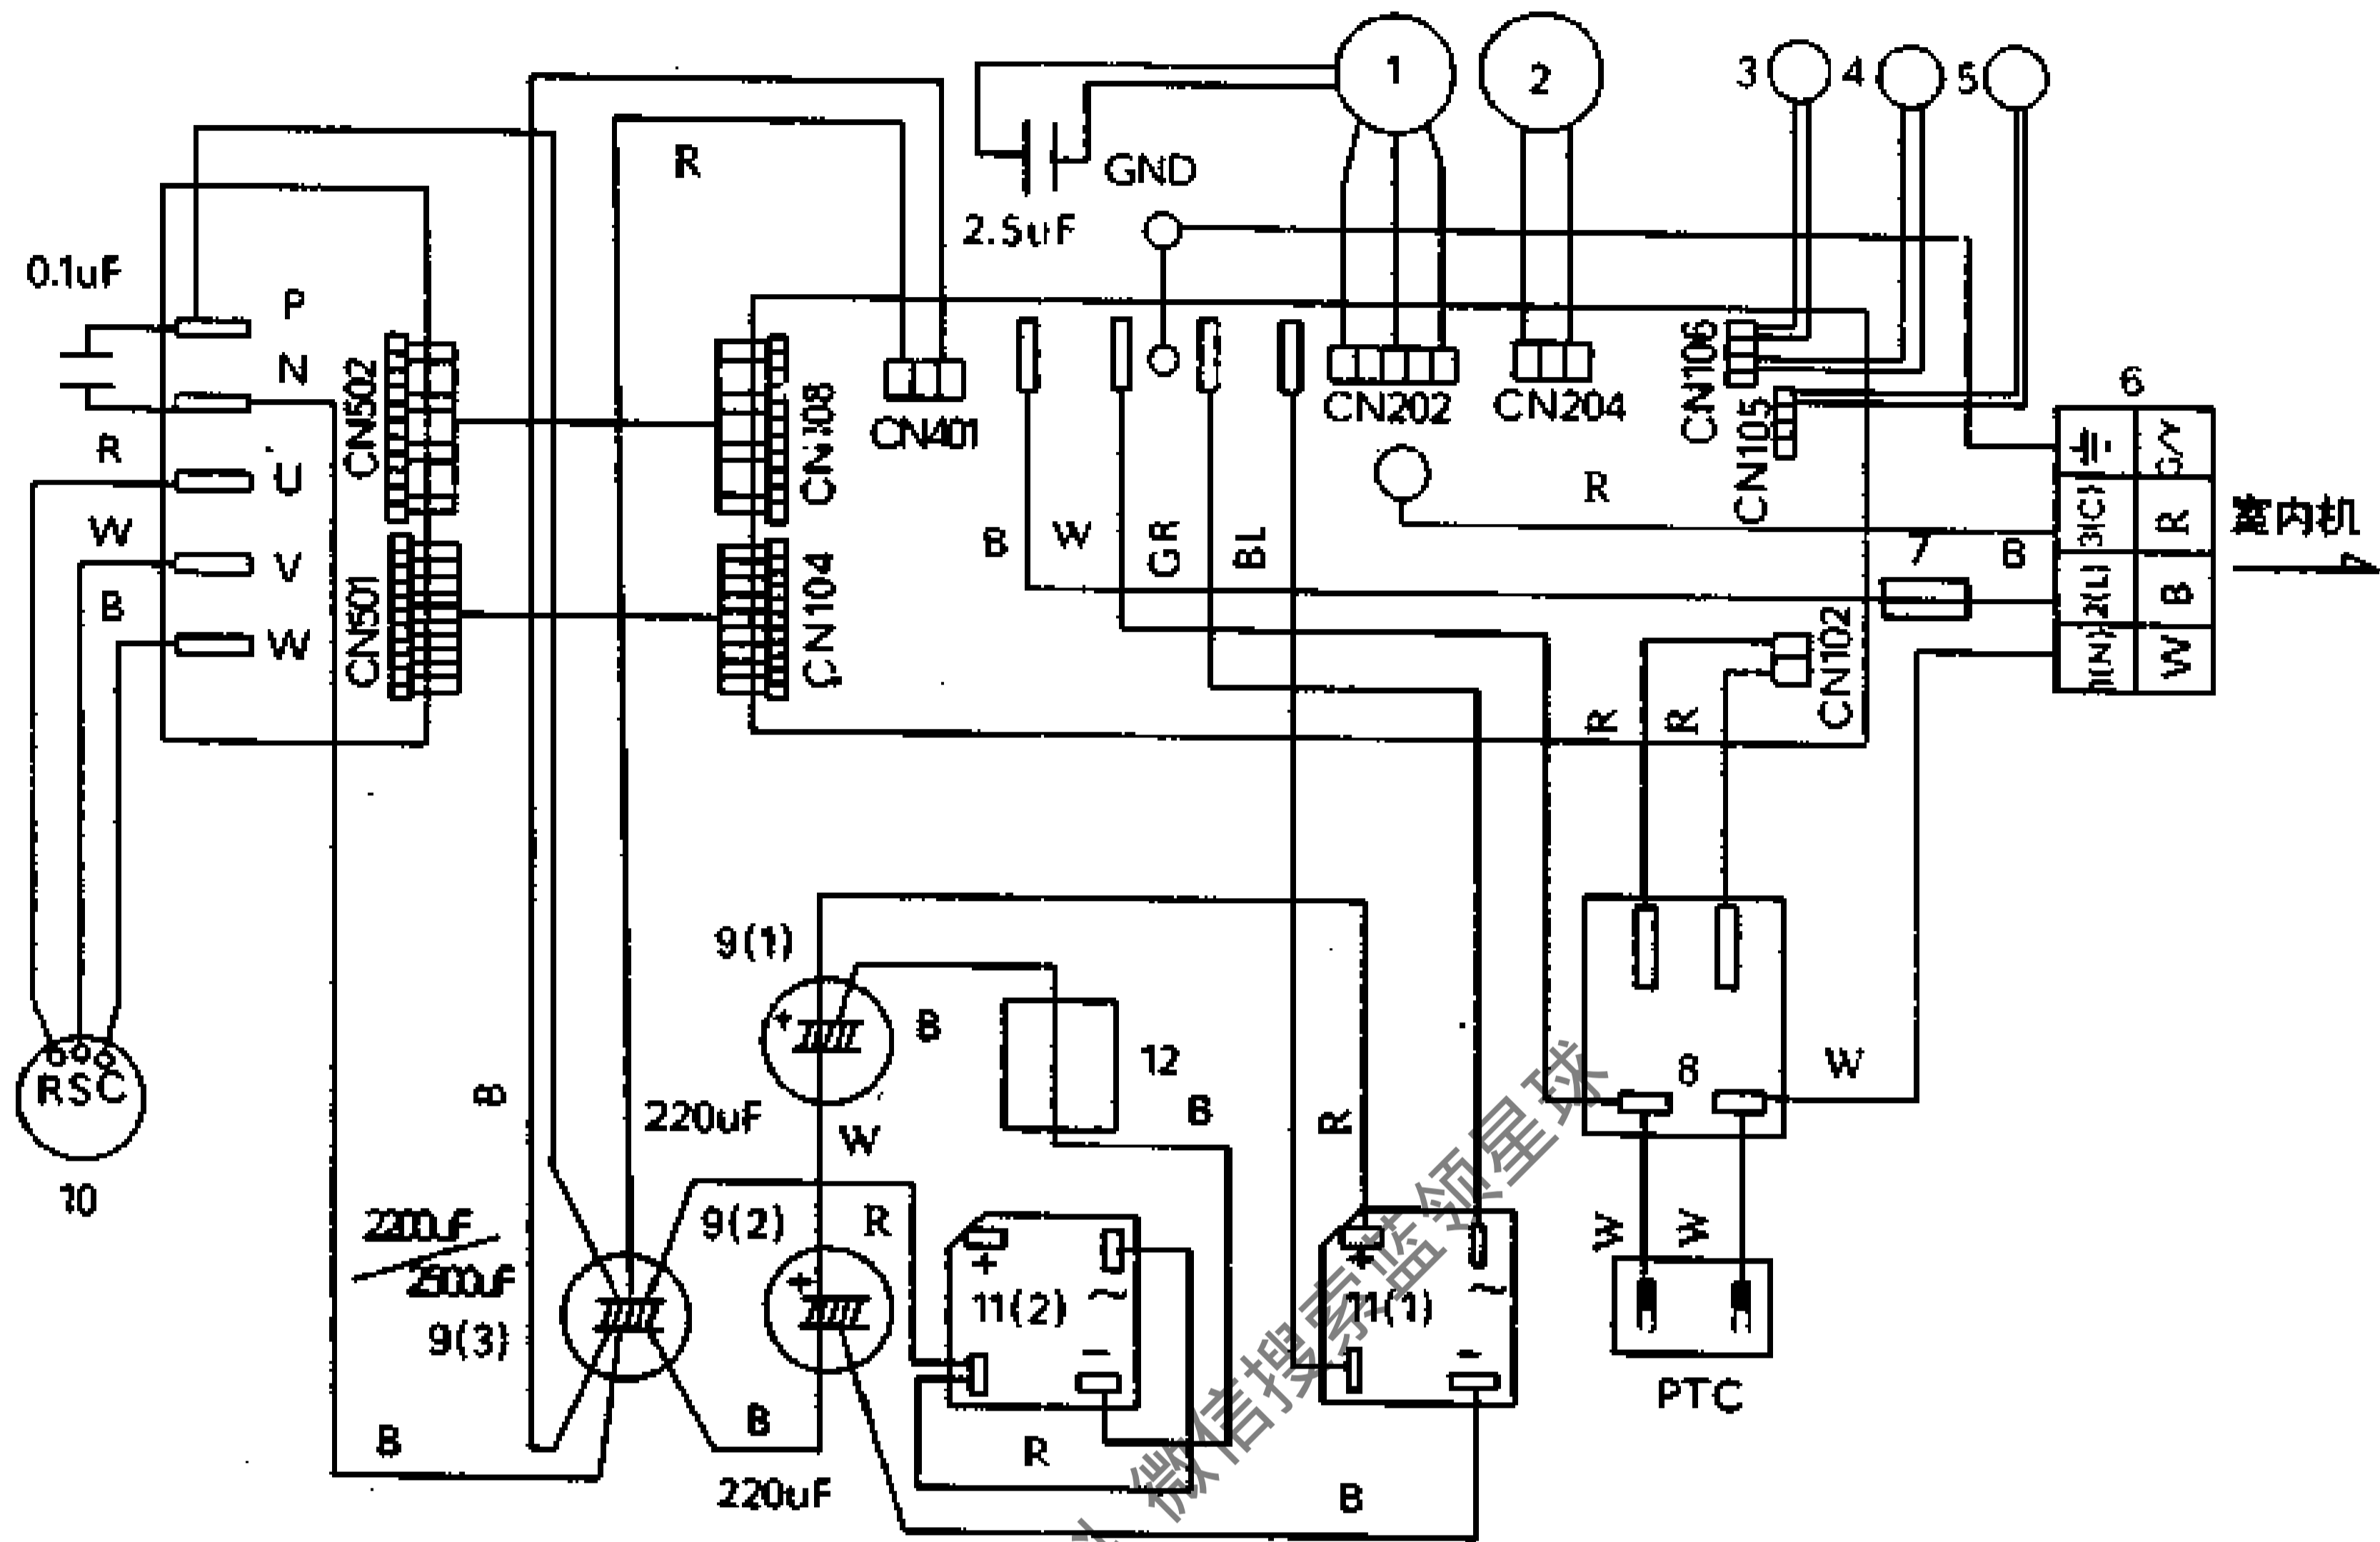 1
2
3
4
5
R
GND
2.5uF
0.1uF
P
N
R
U
W
V
B
W
CN502
CN501
CN108
CN104
CN401
B
W
GR
BL
CN202
CN204
CN106
CN105
R
7
B
6
G/Y
3(C)
R
2(L)
B
1(N)
W
室内机
CN102
R
R
9(1)
B
12
RSC
10
B
220uF
W
B
R
8
W
2200uF
2500uF
9(3)
9(2)
R
+
+
+
11(2)
~
−
+
11(1)
~
-
W
W
PTC
B
B
R
220uF
B
微信搜索蓝领星球